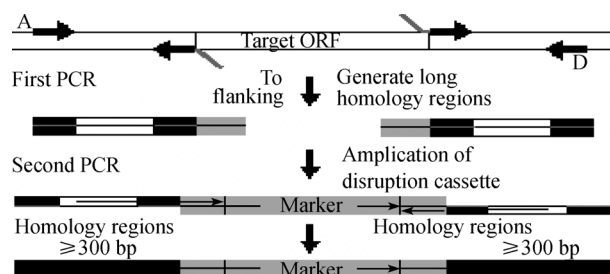 A
Target ORF
D
First PCR
To
flanking
Generate long
homology regions
Second PCR
Amplication of
disruption cassette
Marker
Homology regions
≥300 bp
Homology regions
≥300 bp
Marker